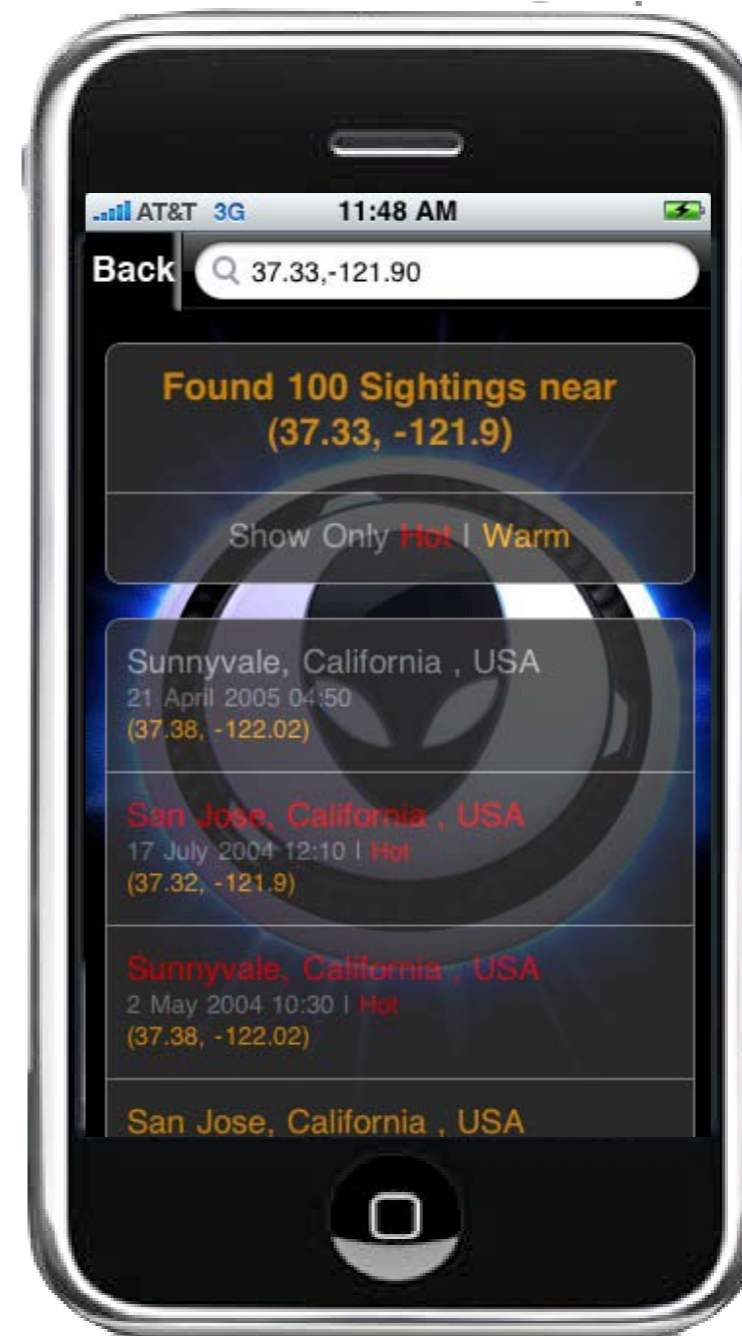 AT&T 3G 11:48 AM
Back 37.33,-121.90
Found 100 Sightings near
(37.33, -121.9)
Show Only Hot | Warm
Sunnyvale, California , USA
21 April 2005 04:50
(37.38, -122.02)
San Jose, California , USA
17 July 2004 12:10 | Hot
(37.32, -121.9)
Sunnyvale, California , USA
2 May 2004 10:30 | Hot
(37.38, -122.02)
San Jose, California , USA